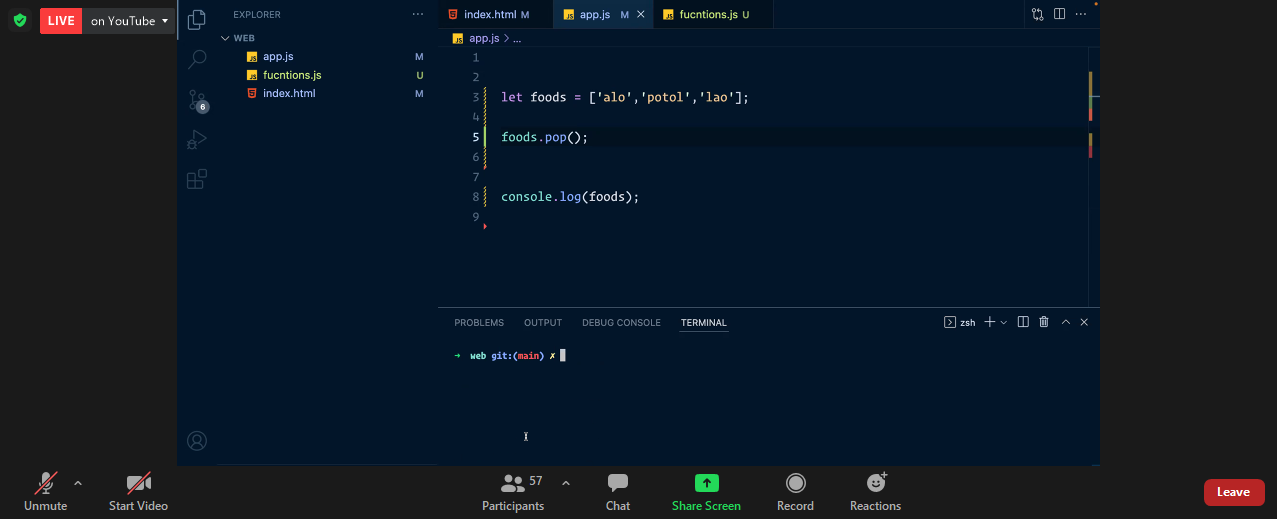 LIVE on YouTube
EXPLORER
index.html M
app.js M
fucntions.js U
WEB
app.js > ...
app.js M
fucntions.js U
index.html M
6
1
2
3 let foods = ['alo','potol','lao'];
4
5 foods.pop();
6
7
8 console.log(foods);
9
PROBLEMS OUTPUT DEBUG CONSOLE TERMINAL
zsh
→ web git:(main) ✗
Unmute
Start Video
57
Participants
Chat
Share Screen
Record
Reactions
Leave